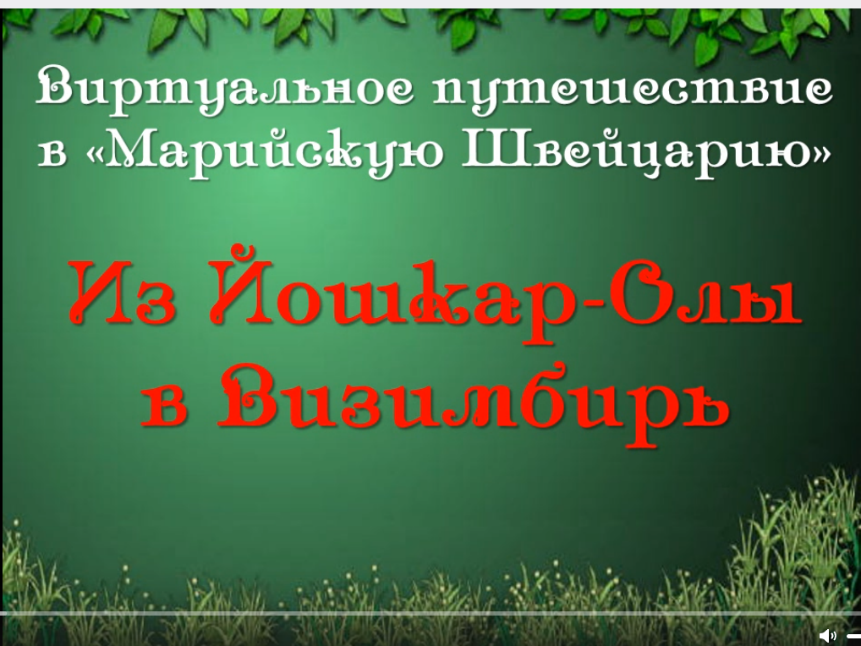 Виртуальное путешествие
в «Марийскую Швейцарию»
Из Йошкар-Олы
в Визимбирь